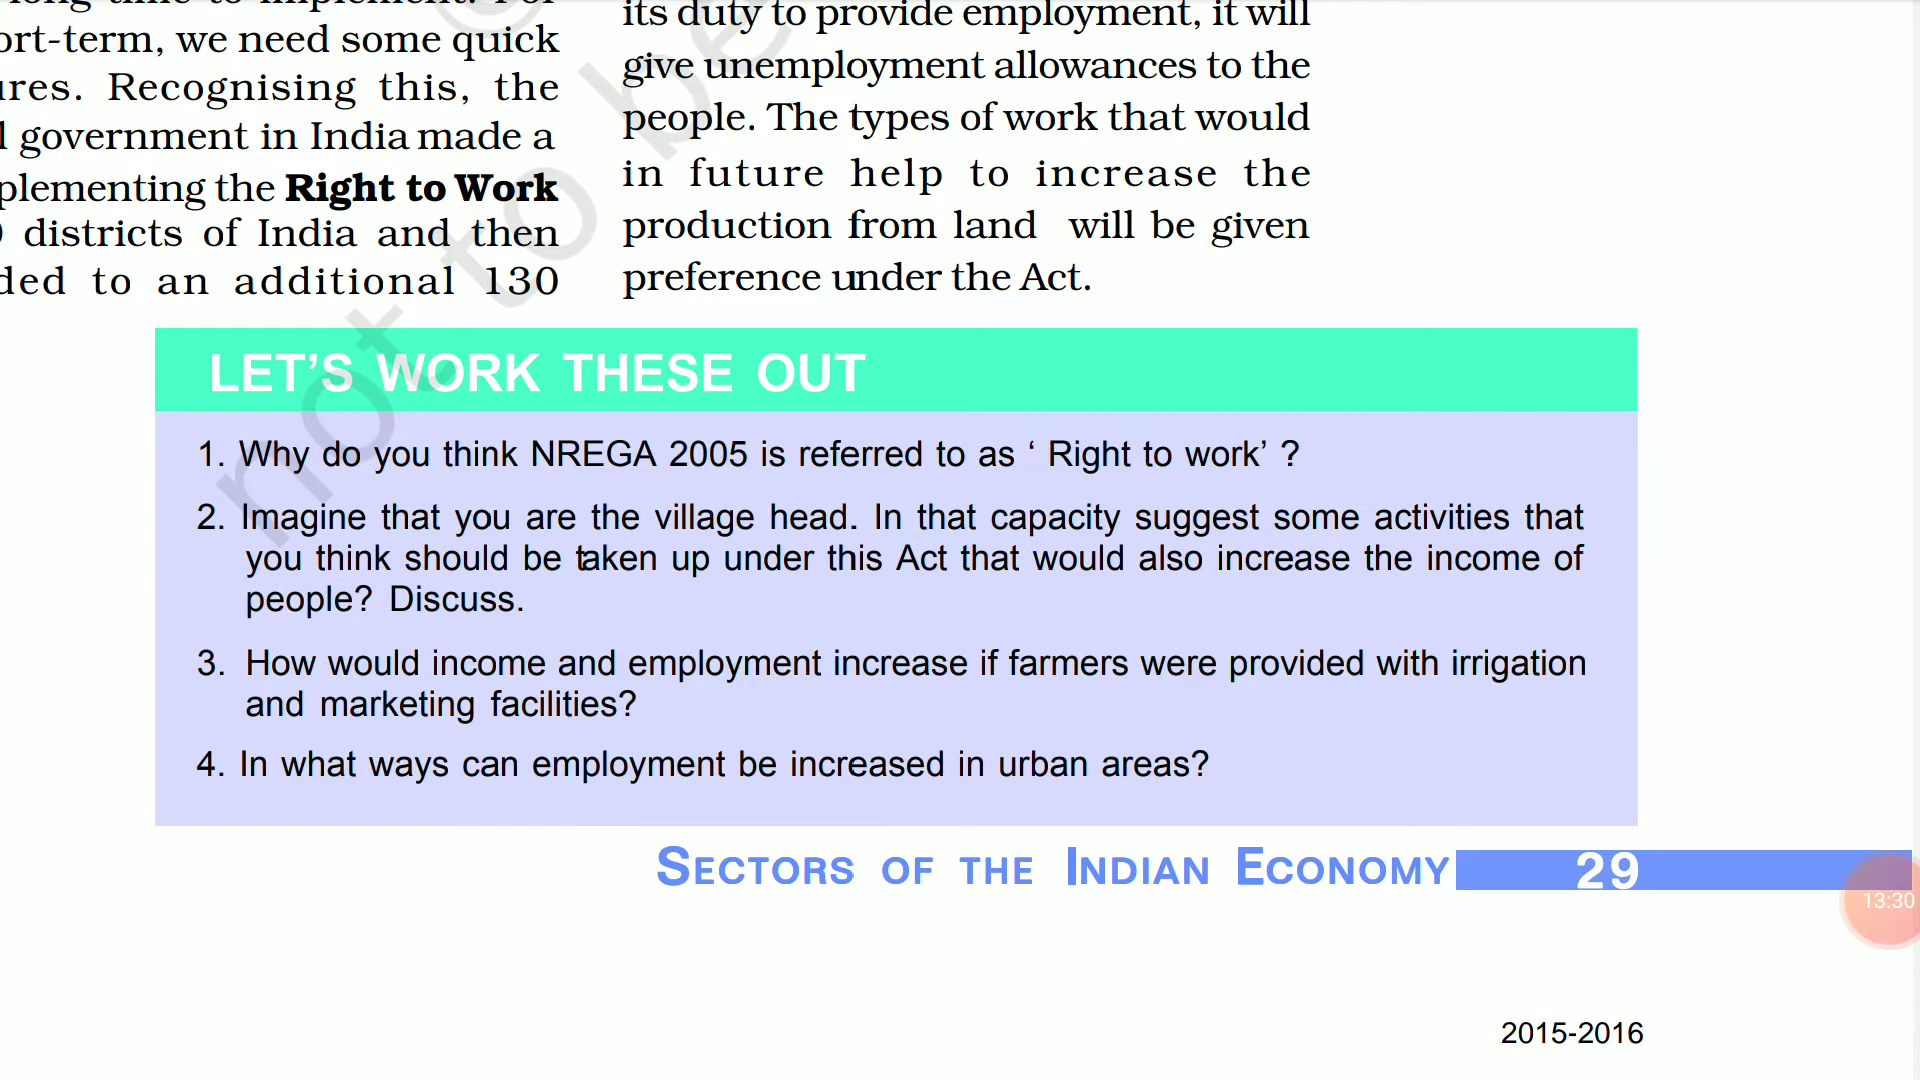 long time to implement. For
ort-term, we need some quick
ures. Recognising this, the
l government in India made a
plementing the Right to Work
districts of India and then
ded to an additional 130
its duty to provide employment, it will
give unemployment allowances to the
people. The types of work that would
in future help to increase the
production from land will be given
preference under the Act.
not to be
LET'S WORK THESE OUT
1. Why do you think NREGA 2005 is referred to as ‘ Right to work’ ?
2. Imagine that you are the village head. In that capacity suggest some activities that
you think should be taken up under this Act that would also increase the income of
people? Discuss.
3. How would income and employment increase if farmers were provided with irrigation
and marketing facilities?
4. In what ways can employment be increased in urban areas?
SECTORS OF THE INDIAN ECONOMY 29
13:30
2015-2016